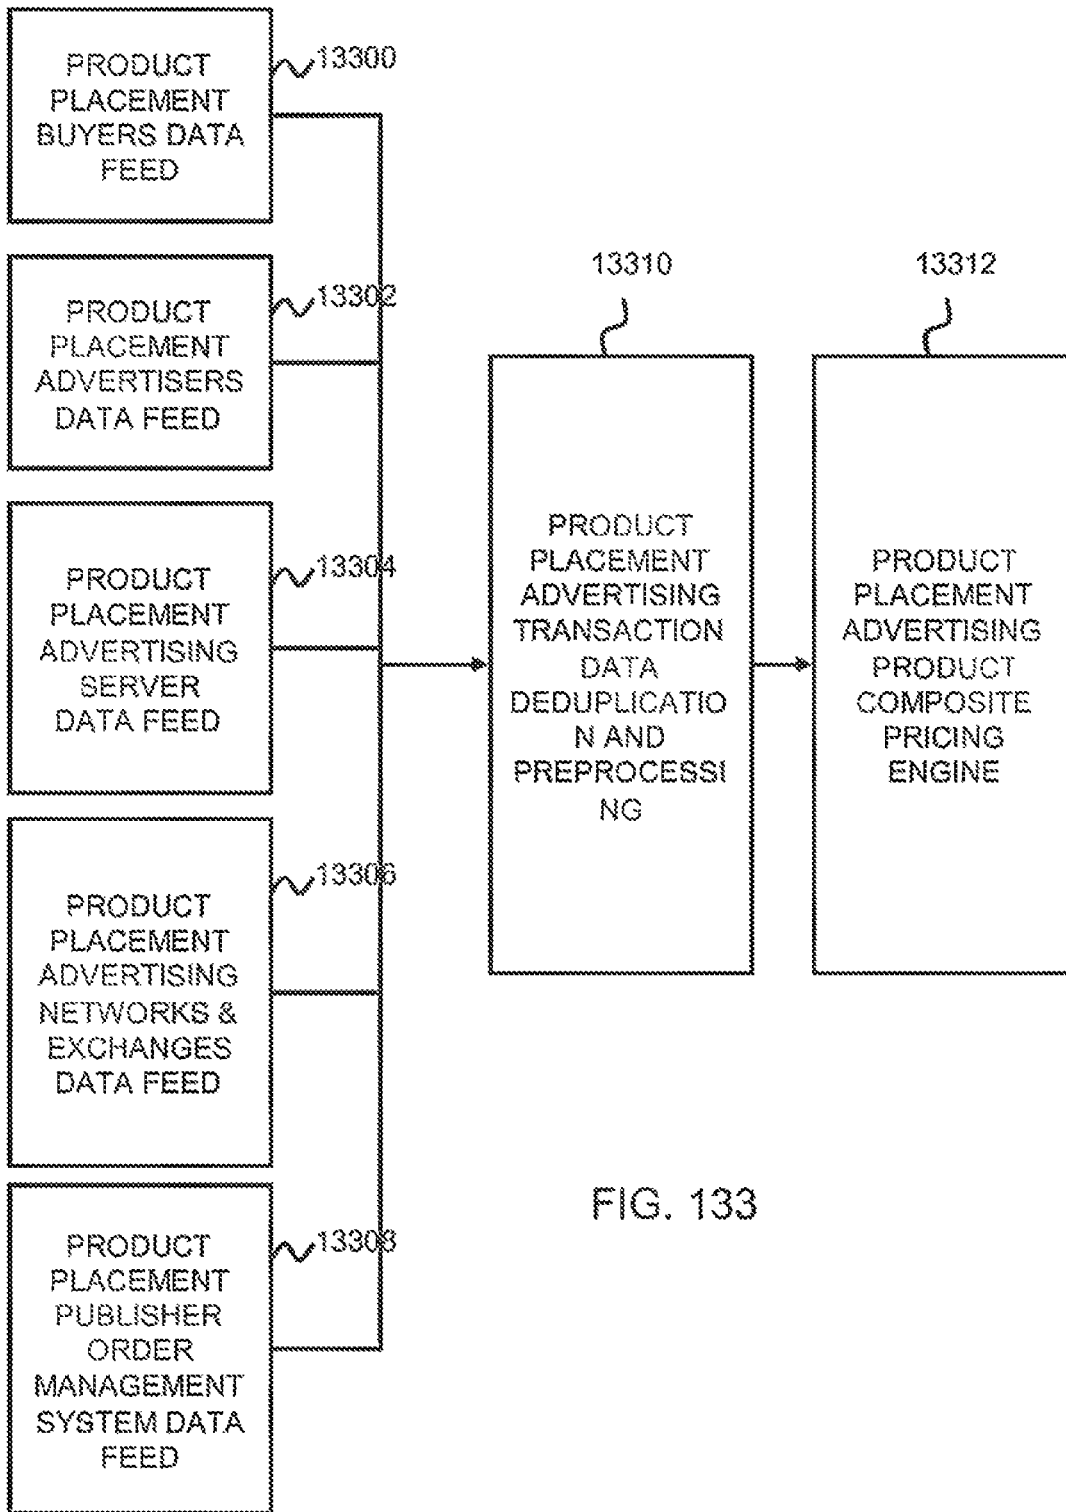 PRODUCT
PLACEMENT
BUYERS DATA
FEED
13300
PRODUCT
PLACEMENT
ADVERTISERS
DATA FEED
13302
PRODUCT
PLACEMENT
ADVERTISING
SERVER
DATA FEED
13304
PRODUCT
PLACEMENT
ADVERTISING
NETWORKS &
EXCHANGES
DATA FEED
13306
PRODUCT
PLACEMENT
PUBLISHER
ORDER
MANAGEMENT
SYSTEM DATA
FEED
13308
13310
PRODUCT
PLACEMENT
ADVERTISING
TRANSACTION
DATA
DEDUPLICATIO
N AND
PREPROCESSI
NG
13312
PRODUCT
PLACEMENT
ADVERTISING
PRODUCT
COMPOSITE
PRICING
ENGINE
FIG. 133